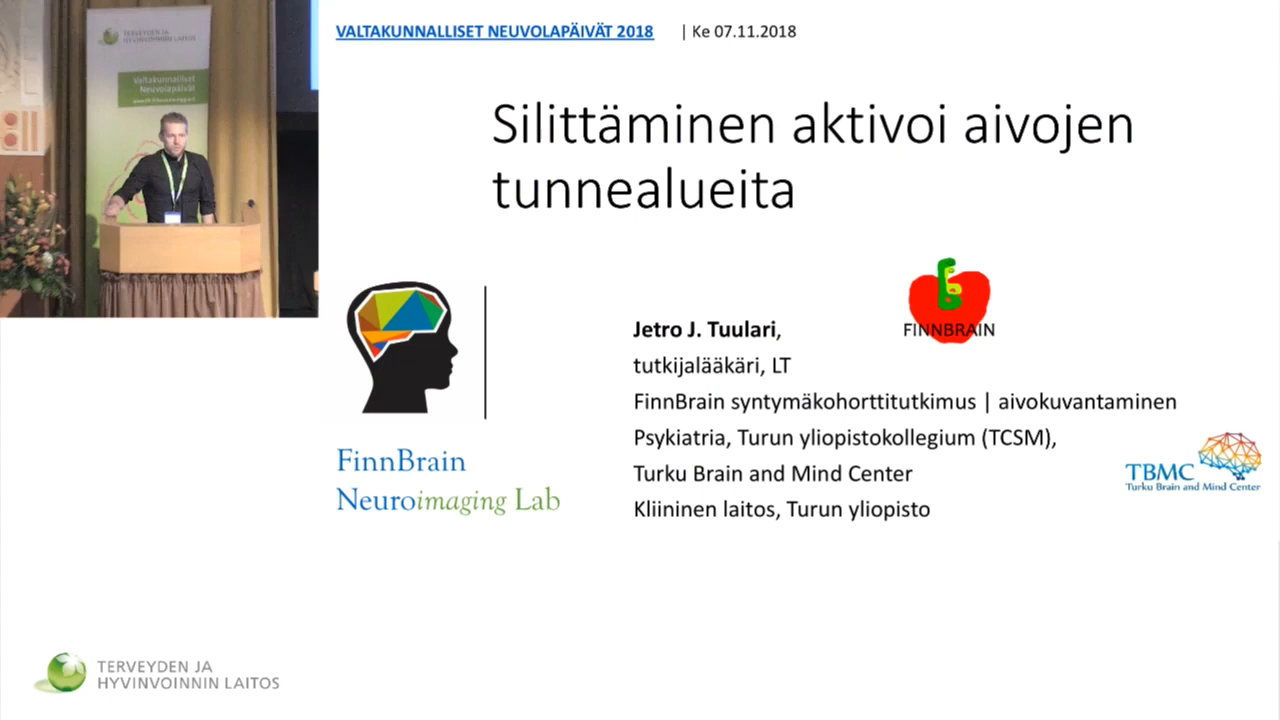 TERVEYDEN JA
HYVINVOINNIN LAITOS
Valtakunnalliset
Neuvolapäivät
VALTAKUNNALLISET NEUVOLAPÄIVÄT 2018 | Ke 07.11.2018
Silittäminen aktivoi aivojen
tunnealueita
FINNBRAIN
Jetro J. Tuulari,
tutkijalääkäri, LT
FinnBrain syntymäkohorttitutkimus | aivokuvantaminen
Psykiatria, Turun yliopistokollegium (TCSM),
Turku Brain and Mind Center
Kliininen laitos, Turun yliopisto
FinnBrain
Neuroimaging Lab
TBMC
Turku Brain and Mind Center
TERVEYDEN JA
HYVINVOINNIN LAITOS